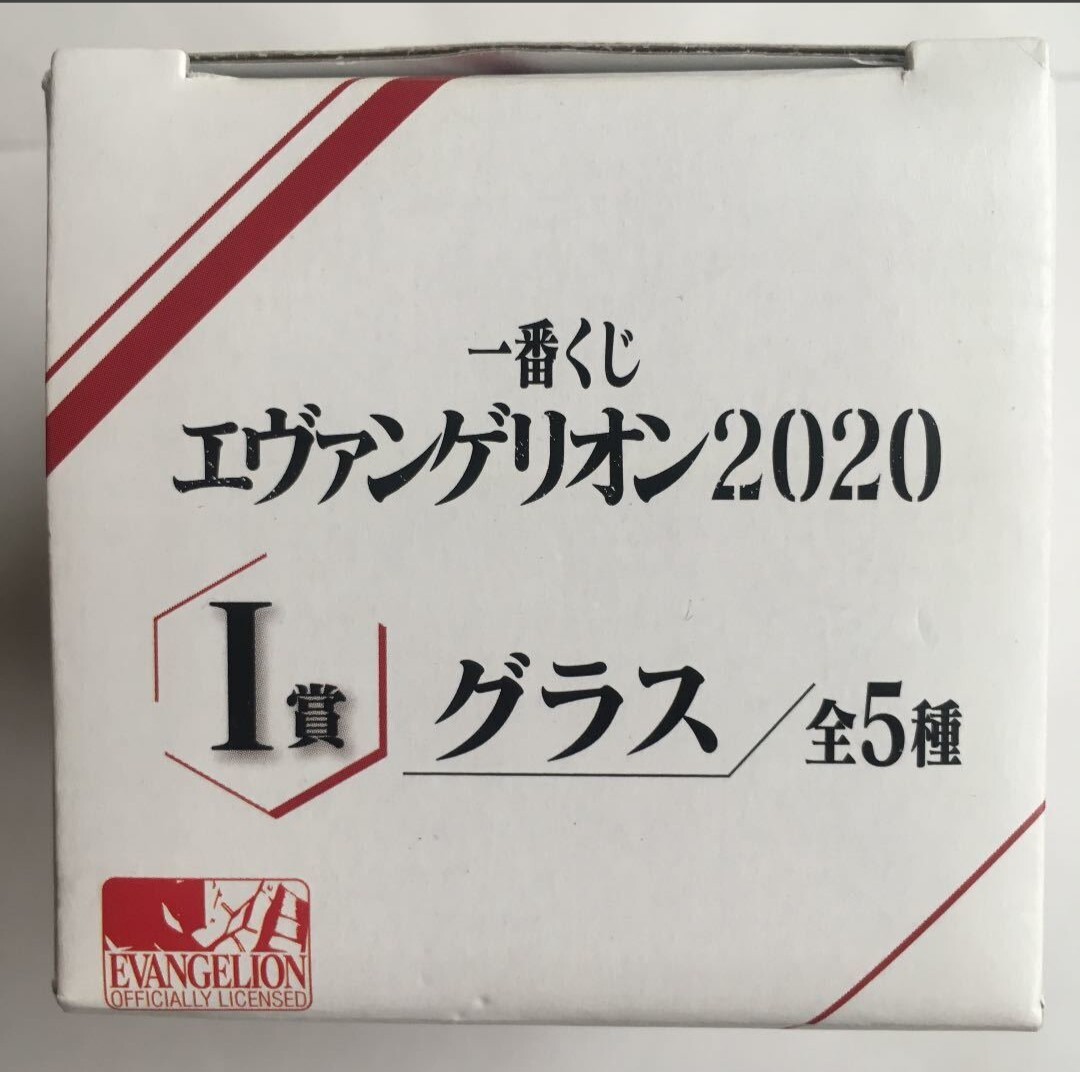 一番くじ
エヴァンゲリオン2020
I賞
グラス/全5種
EVANGELION
OFFICIALLY LICENSED